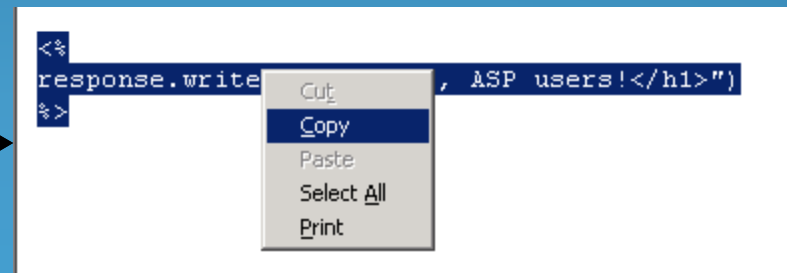 <%
response.write , ASP users!</h1>")
%>
Cut
Copy
Paste
Select All
Print